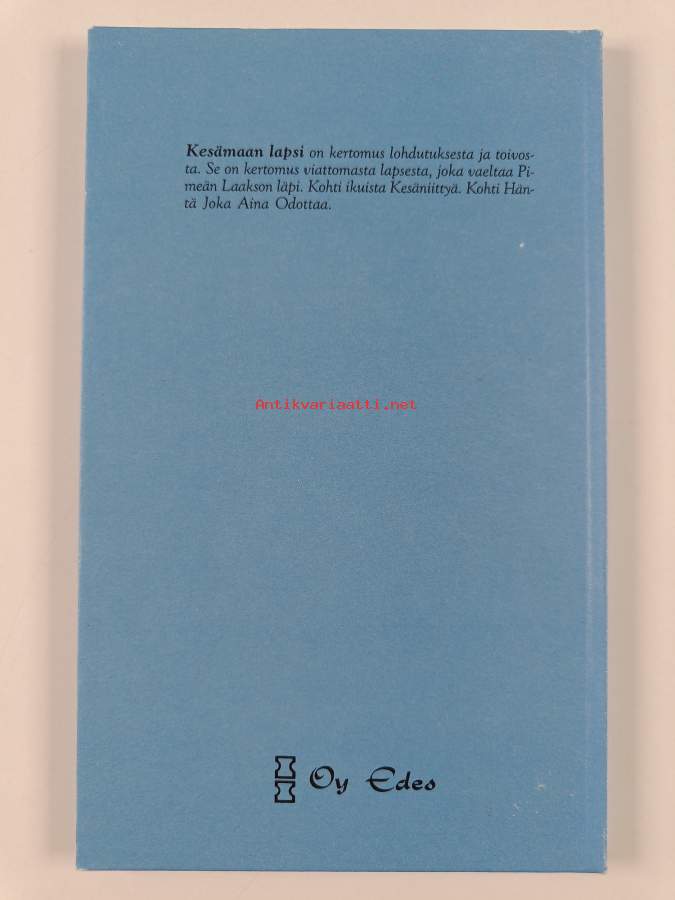 Kesämaan lapsi on kertomus lohdutuksesta ja toivos-
ta. Se on kertomus viattomasta lapsesta, joka vaeltaa Pi-
meän Laakson läpi. Kohti ikuista Kesäniittyä. Kohti Hän-
tä Joka Aina Odottaa.
Antikvariaatti.net
Oy Edes